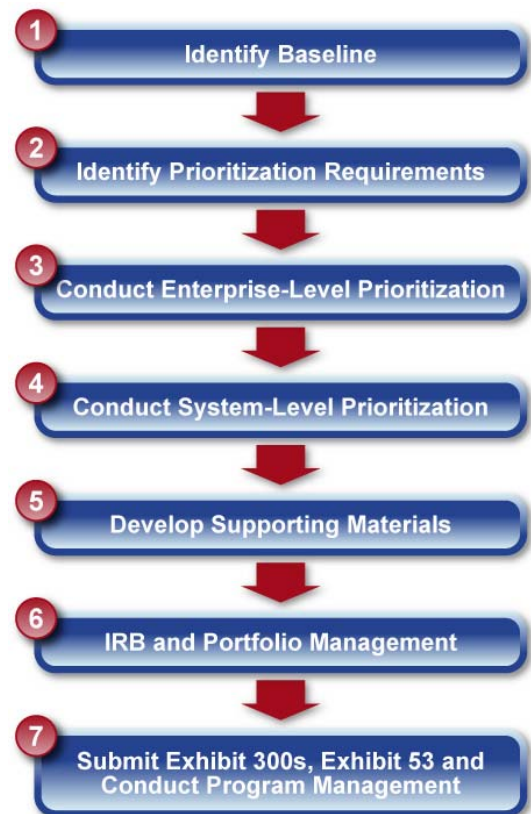 1
Identify Baseline
2
Identify Prioritization Requirements
3
Conduct Enterprise-Level Prioritization
4
Conduct System-Level Prioritization
5
Develop Supporting Materials
6
IRB and Portfolio Management
7
Submit Exhibit 300s, Exhibit 53 and
Conduct Program Management